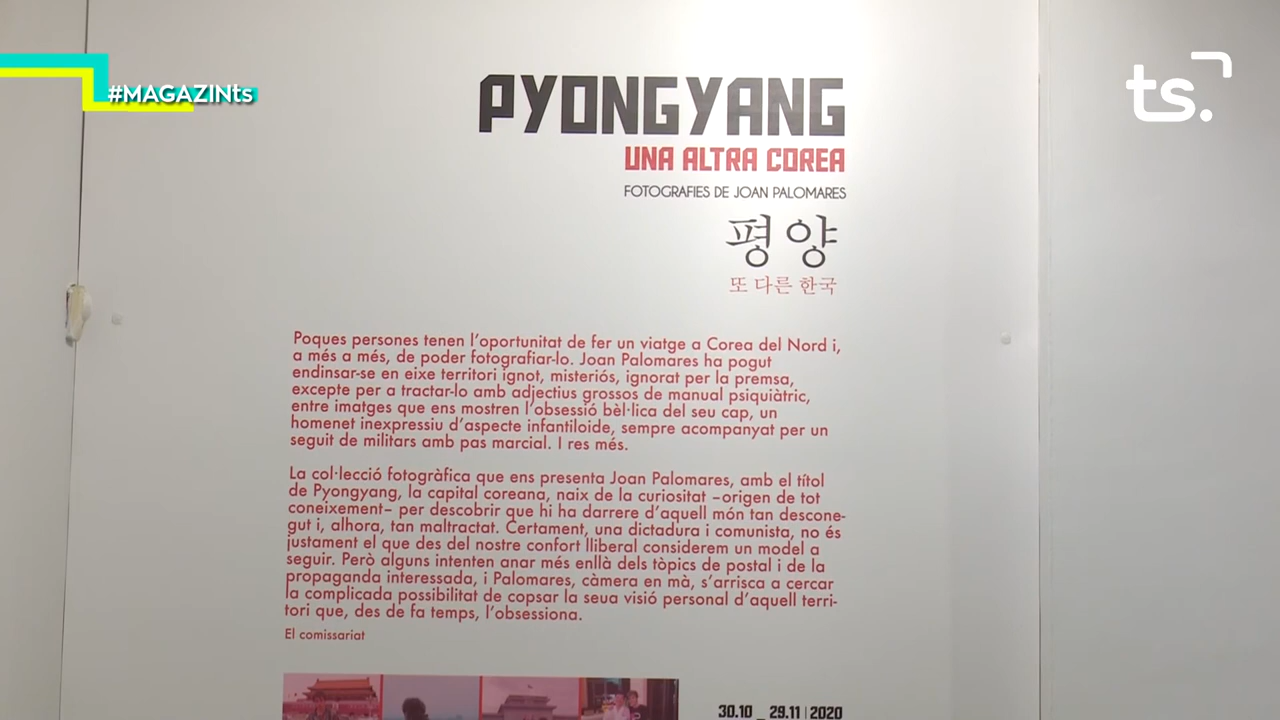 #MAGAZINts
ts.
PYONGYANG
UNA ALTRA COREA
FOTOGRAFIES DE JOAN PALOMARES
평양
또 다른 한국
Poques persones tenen l'oportunitat de fer un viatge a Corea del Nord i,
a més a més, de poder fotografiar-lo. Joan Palomares ha pogut
endinsar-se en eixe territori ignot, misteriós, ignorat per la premsa,
excepte per a tractar-lo amb adjectius grossos de manual psiquiàtric,
entre imatges que ens mostren l'obsessió bèl·lica del seu cap, un
homenet inexpressiu d'aspecte infantiloide, sempre acompanyat per un
seguit de militars amb pas marcial. I res més.
La col·lecció fotogràfica que ens presenta Joan Palomares, amb el títol
de Pyongyang, la capital coreana, naix de la curiositat –origen de tot
coneixement– per descobrir que hi ha darrere d'aquell món tan descone-
gut i, alhora, tan maltractat. Certament, una dictadura i comunista, no és
justament el que des del nostre confort lliberal considerem un model a
seguir. Però alguns intenten anar més enllà dels tòpics de postal i de la
propaganda interessada, i Palomares, càmera en mà, s'arrisca a cercar
la complicada possibilitat de copsar la seua visió personal d'aquell terri-
tori que, des de fa temps, l'obsessiona.
El comissariat
30.10 _ 29.11 | 2020